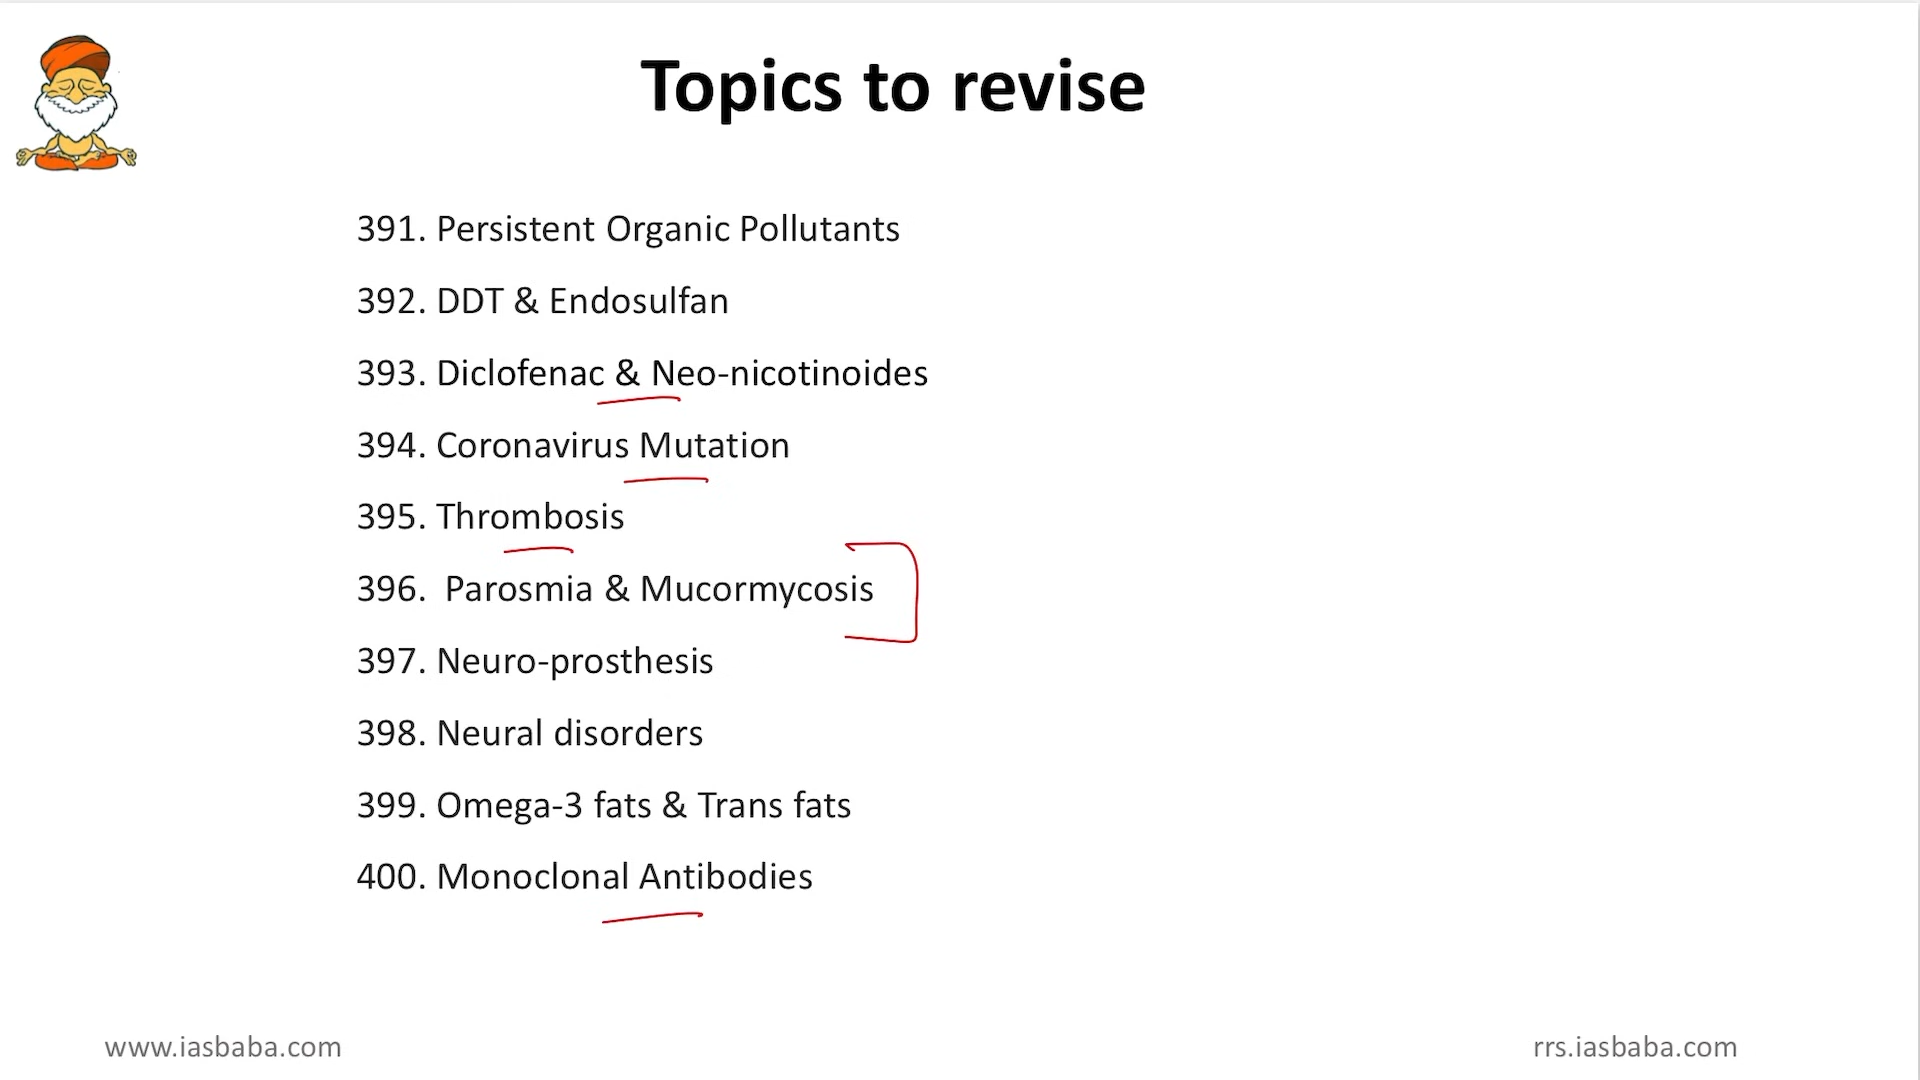 Topics to revise
391. Persistent Organic Pollutants
392. DDT & Endosulfan
393. Diclofenac & Neo-nicotinoides
394. Coronavirus Mutation
395. Thrombosis
396. Parosmia & Mucormycosis
397. Neuro-prosthesis
398. Neural disorders
399. Omega-3 fats & Trans fats
400. Monoclonal Antibodies
www.iasbaba.com
rrs.iasbaba.com